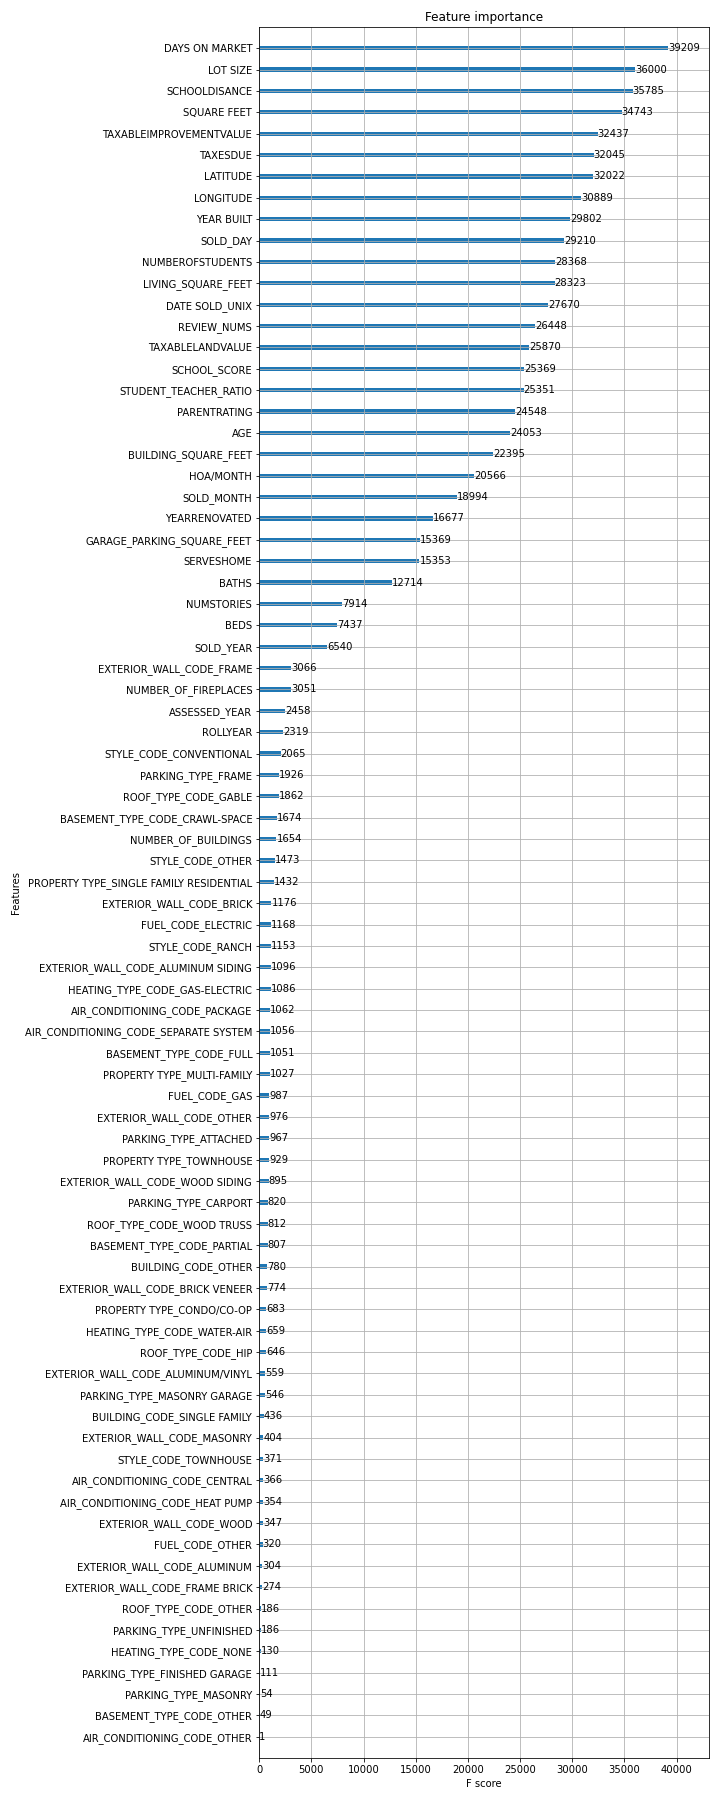 Feature importance
DAYS ON MARKET 39209
LOT SIZE 36000
SCHOOLDISANCE 35785
SQUARE FEET 34743
TAXABLEIMPROVEMENTVALUE 32437
TAXESDUE 32045
LATITUDE 32022
LONGITUDE 30889
YEAR BUILT 29802
SOLD_DAY 29210
NUMBEROFSTUDENTS 28368
LIVING_SQUARE_FEET 28323
DATE SOLD_UNIX 27670
REVIEW_NUMS 26448
TAXABLELANDVALUE 25870
SCHOOL_SCORE 25369
STUDENT_TEACHER_RATIO 25351
PARENTRATING 24548
AGE 24053
BUILDING_SQUARE_FEET 22395
HOA/MONTH 20566
SOLD_MONTH 18994
YEARRENOVATED 16677
GARAGE_PARKING_SQUARE_FEET 15369
SERVESHOME 15353
BATHS 12714
NUMSTORIES 7914
BEDS 7437
SOLD_YEAR 6540
EXTERIOR_WALL_CODE_FRAME 3066
NUMBER_OF_FIREPLACES 3051
ASSESSED_YEAR 2458
ROLLYEAR 2319
STYLE_CODE_CONVENTIONAL 2065
PARKING_TYPE_FRAME 1926
ROOF_TYPE_CODE_GABLE 1862
BASEMENT_TYPE_CODE_CRAWL-SPACE 1674
NUMBER_OF_BUILDINGS 1654
STYLE_CODE_OTHER 1473
PROPERTY TYPE_SINGLE FAMILY RESIDENTIAL 1432
EXTERIOR_WALL_CODE_BRICK 1176
FUEL_CODE_ELECTRIC 1168
STYLE_CODE_RANCH 1153
EXTERIOR_WALL_CODE_ALUMINUM SIDING 1096
HEATING_TYPE_CODE_GAS-ELECTRIC 1086
AIR_CONDITIONING_CODE_PACKAGE 1062
AIR_CONDITIONING_CODE_SEPARATE SYSTEM 1056
BASEMENT_TYPE_CODE_FULL 1051
PROPERTY TYPE_MULTI-FAMILY 1027
FUEL_CODE_GAS 987
EXTERIOR_WALL_CODE_OTHER 976
PARKING_TYPE_ATTACHED 967
PROPERTY TYPE_TOWNHOUSE 929
EXTERIOR_WALL_CODE_WOOD SIDING 895
PARKING_TYPE_CARPORT 820
ROOF_TYPE_CODE_WOOD TRUSS 812
BASEMENT_TYPE_CODE_PARTIAL 807
BUILDING_CODE_OTHER 780
EXTERIOR_WALL_CODE_BRICK VENEER 774
PROPERTY TYPE_CONDO/CO-OP 683
HEATING_TYPE_CODE_WATER-AIR 659
ROOF_TYPE_CODE_HIP 646
EXTERIOR_WALL_CODE_ALUMINUM/VINYL 559
PARKING_TYPE_MASONRY GARAGE 546
BUILDING_CODE_SINGLE FAMILY 436
EXTERIOR_WALL_CODE_MASONRY 404
STYLE_CODE_TOWNHOUSE 371
AIR_CONDITIONING_CODE_CENTRAL 366
AIR_CONDITIONING_CODE_HEAT PUMP 354
EXTERIOR_WALL_CODE_WOOD 347
FUEL_CODE_OTHER 320
EXTERIOR_WALL_CODE_ALUMINUM 304
EXTERIOR_WALL_CODE_FRAME BRICK 274
ROOF_TYPE_CODE_OTHER 186
PARKING_TYPE_UNFINISHED 186
HEATING_TYPE_CODE_NONE 130
PARKING_TYPE_FINISHED GARAGE 111
PARKING_TYPE_MASONRY 54
BASEMENT_TYPE_CODE_OTHER 49
AIR_CONDITIONING_CODE_OTHER 1
Features
0 5000 10000 15000 20000 25000 30000 35000 40000
F score